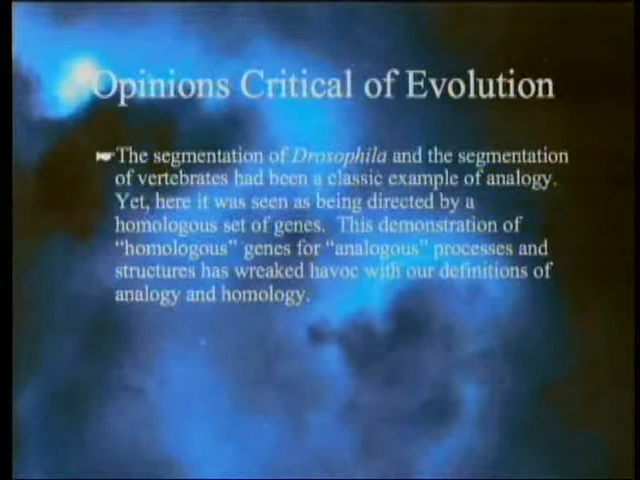 Opinions Critical of Evolution
The segmentation of Drosophila and the segmentation
of vertebrates had been a classic example of analogy.
Yet, here it was seen as being directed by a
homologous set of genes. This demonstration of
“homologous” genes for “analogous” processes and
structures has wreaked havoc with our definitions of
analogy and homology.